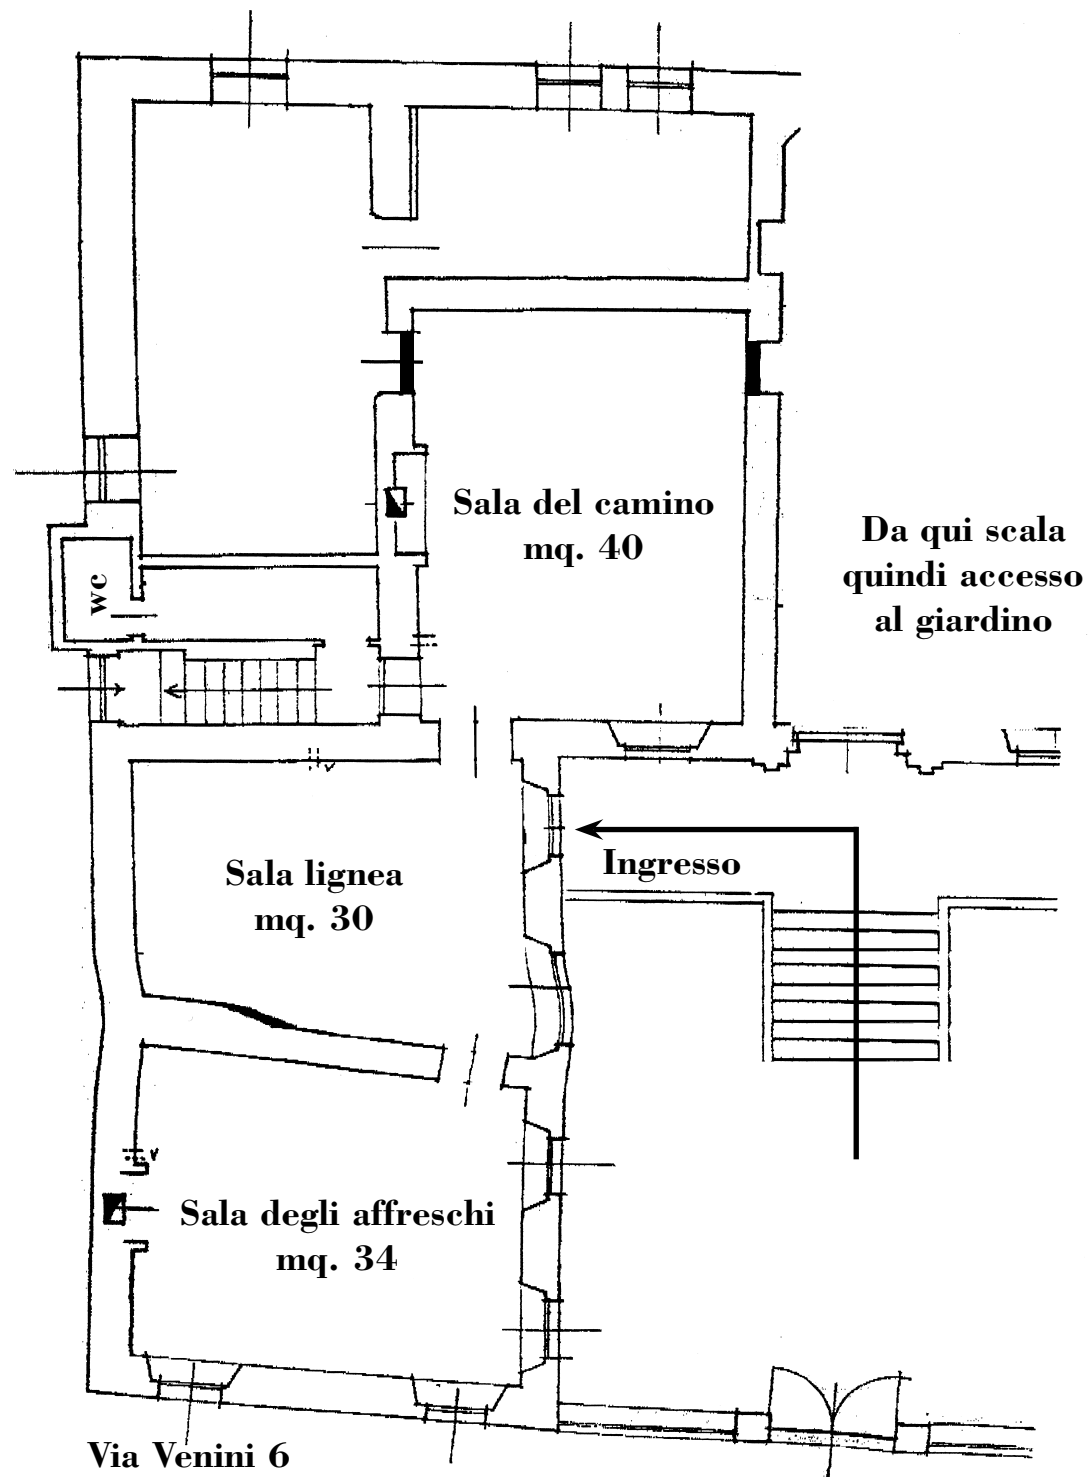 Sala del camino
mq. 40
Da qui scala
quindi accesso
al giardino
wc
Sala lignea
mq. 30
Ingresso
Sala degli affreschi
mq. 34
Via Venini 6